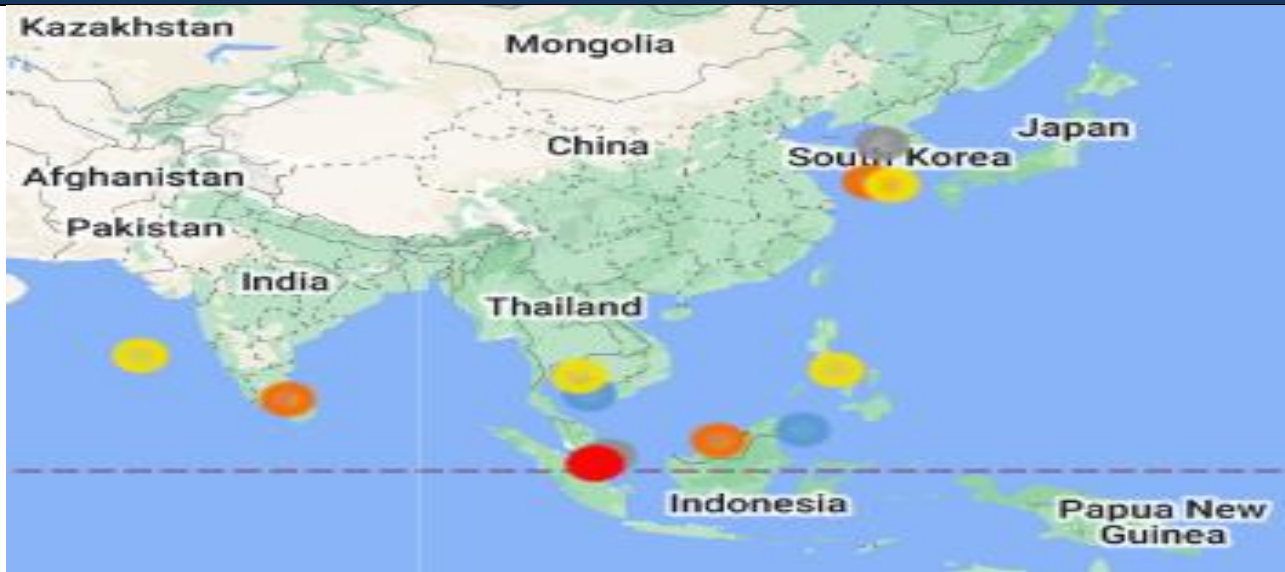 Kazakhstan
Mongolia
Japan
China
South Korea
Afghanistan
Pakistan
India
Thailand
Indonesia
Papua New
Guinea